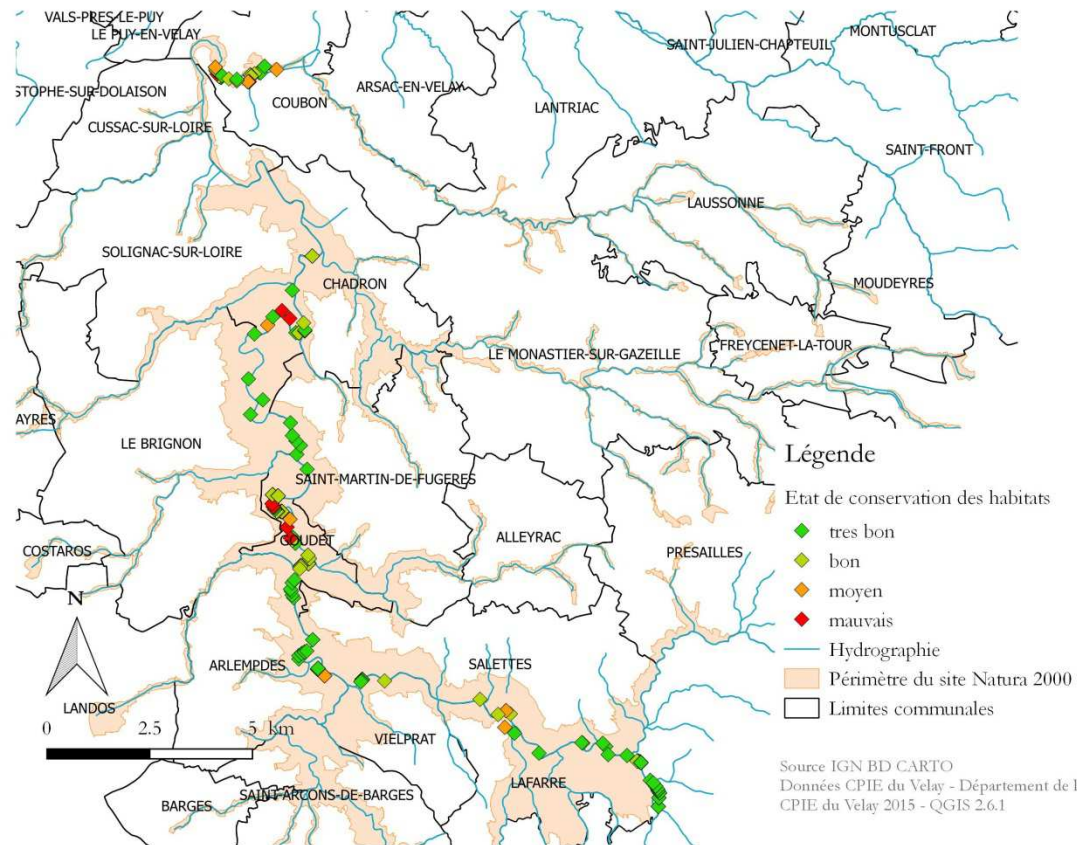 VALS-PRES-LE-PUY
LE PUY-EN-VELAY
SAINT-JULIEN-CHAPTEUIL
MONTUSCLAT
STOPHE-SUR-DOLAISON
COUBON
ARSAC-EN-VELAY
LANTRIAC
CUSSAC-SUR-LOIRE
SAINT-FRONT
LAUSSONNE
SOLIGNAC-SUR-LOIRE
CHADRON
MOUDEYRES
LE MONASTIER-SUR-GAZEILLE
FREYCENET-LA-TOUR
AYRES
LE BRIGNON
SAINT-MARTIN-DE-FUGERES
COSTAROS
GOUDET
ALLEYRAC
PRESAILLES
N
ARLEMPDES
SALETTES
LANDOS
0 2.5 5 km
VIELPRAT
LAFARRE
SAINT-ARCONS-DE-BARGES
BARGES
Légende
Etat de conservation des habitats
tres bon
bon
moyen
mauvais
Hydrographie
Périmètre du site Natura 2000
Limites communales
Source IGN BD CARTO
Données CPIE du Velay - Département de l
CPIE du Velay 2015 - QGIS 2.6.1